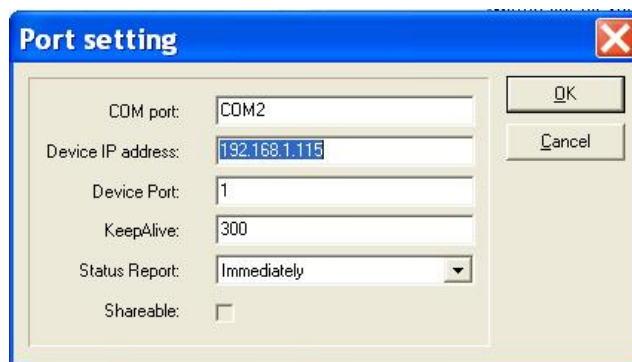 Port setting
COM port: COM2
OK
Device IP address: 192.168.1.115
Cancel
Device Port: 1
KeepAlive: 300
Status Report: Immediately
Shareable: